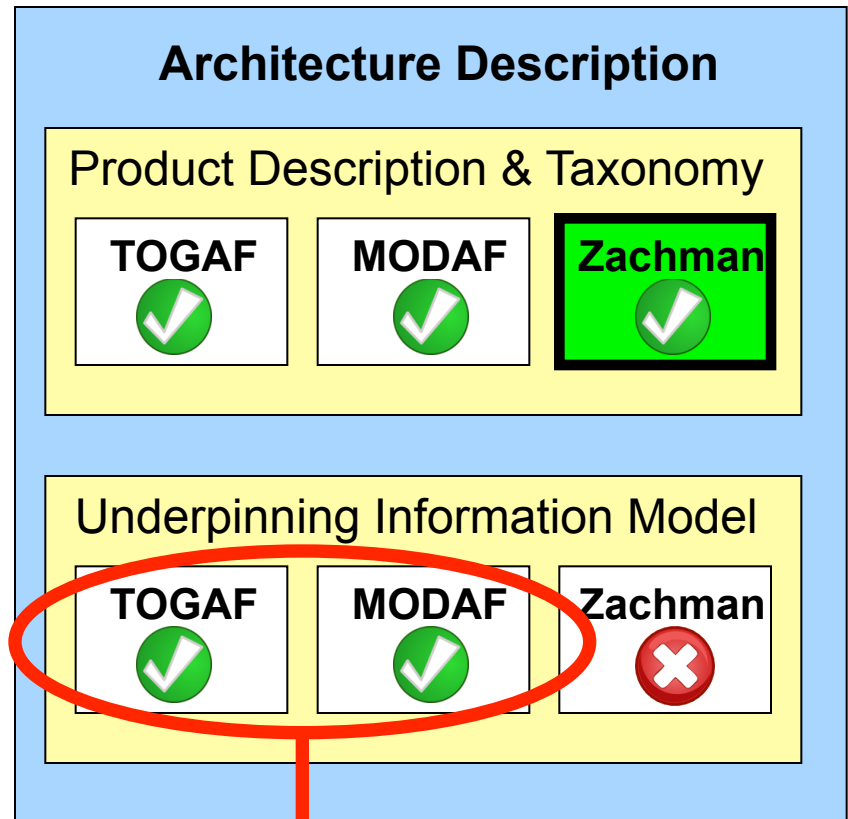 Architecture Description
Product Description & Taxonomy
TOGAF MODAF Zachman
Underpinning Information Model
TOGAF MODAF Zachman